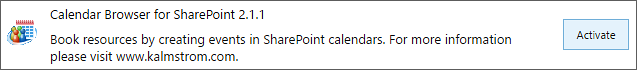 Calendar Browser for SharePoint 2.1.1
Book resources by creating events in SharePoint calendars. For more information
please visit www.kalmstrom.com.
Activate